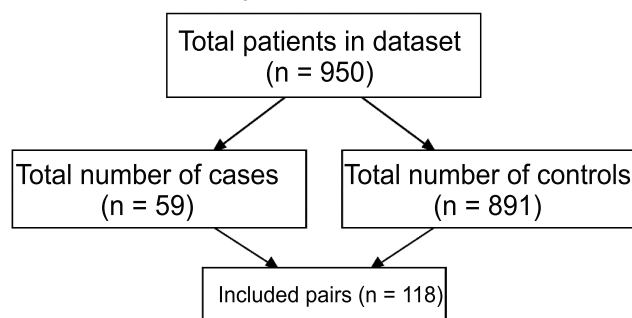 Total patients in dataset
(n = 950)
Total number of cases
(n = 59)
Total number of controls
(n = 891)
Included pairs (n = 118)